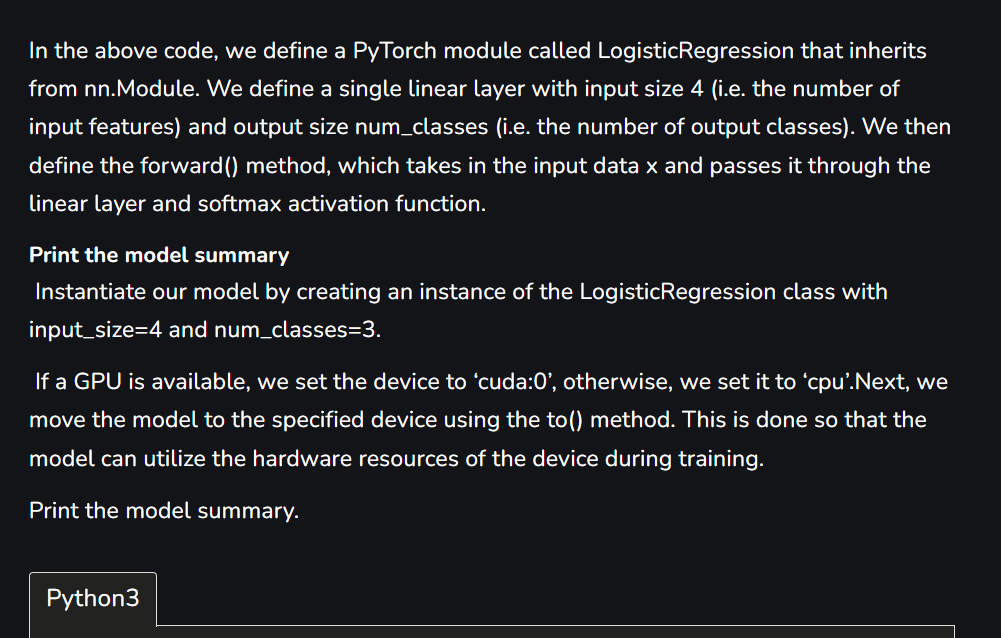 In the above code, we define a PyTorch module called LogisticRegression that inherits
from nn.Module. We define a single linear layer with input size 4 (i.e. the number of
input features) and output size num_classes (i.e. the number of output classes). We then
define the forward() method, which takes in the input data x and passes it through the
linear layer and softmax activation function.
Print the model summary
Instantiate our model by creating an instance of the LogisticRegression class with
input_size=4 and num_classes=3.
If a GPU is available, we set the device to ‘cuda:0’, otherwise, we set it to ‘cpu’.Next, we
move the model to the specified device using the to() method. This is done so that the
model can utilize the hardware resources of the device during training.
Print the model summary.
Python3